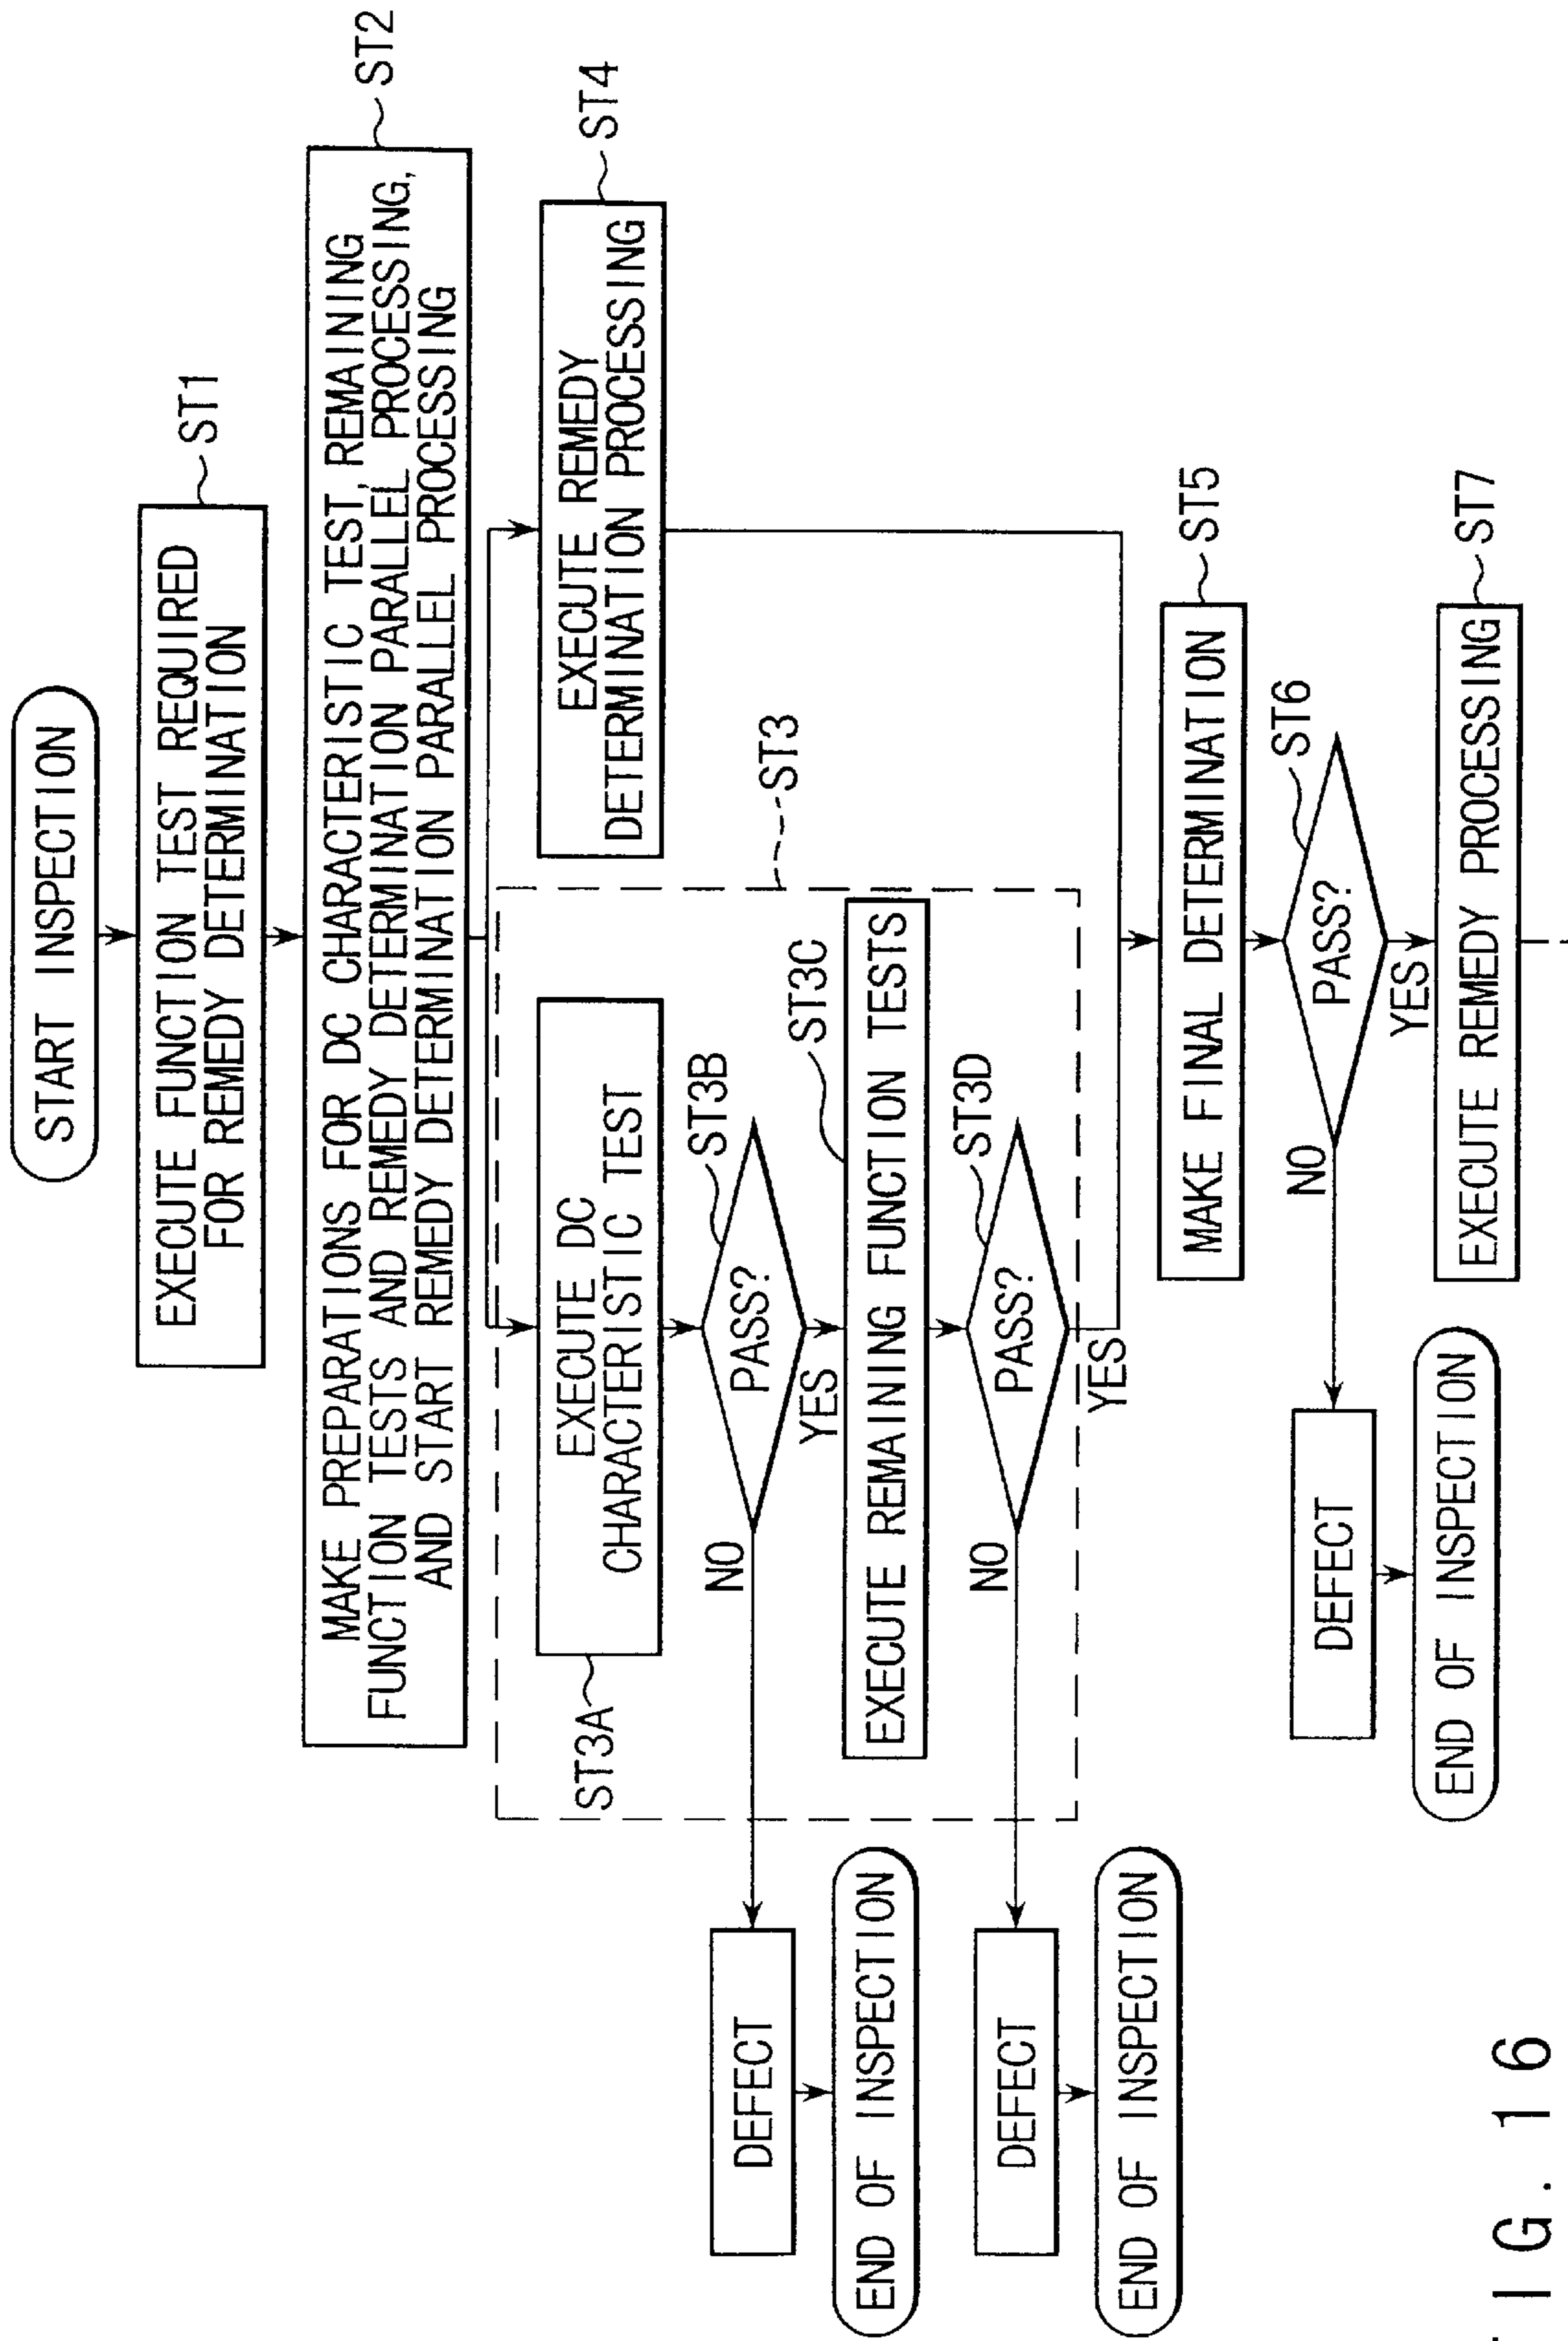 START INSPECTION
EXECUTE FUNCTION TEST REQUIRED
FOR REMEDY DETERMINATION
ST1
MAKE PREPARATIONS FOR DC CHARACTERISTIC TEST, REMAINING
FUNCTION TESTS AND REMEDY DETERMINATION PARALLEL PROCESSING,
AND START REMEDY DETERMINATION PARALLEL PROCESSING
ST2
ST3A
EXECUTE DC
CHARACTERISTIC TEST
EXECUTE REMEDY
DETERMINATION PROCESSING
ST4
ST3
NO
PASS?
ST3B
YES
DEFECT
END OF INSPECTION
EXECUTE REMAINING FUNCTION TESTS
ST3C
NO
PASS?
ST3D
YES
DEFECT
END OF INSPECTION
MAKE FINAL DETERMINATION
ST5
NO
PASS?
ST6
YES
DEFECT
END OF INSPECTION
EXECUTE REMEDY PROCESSING
ST7
IG. 16